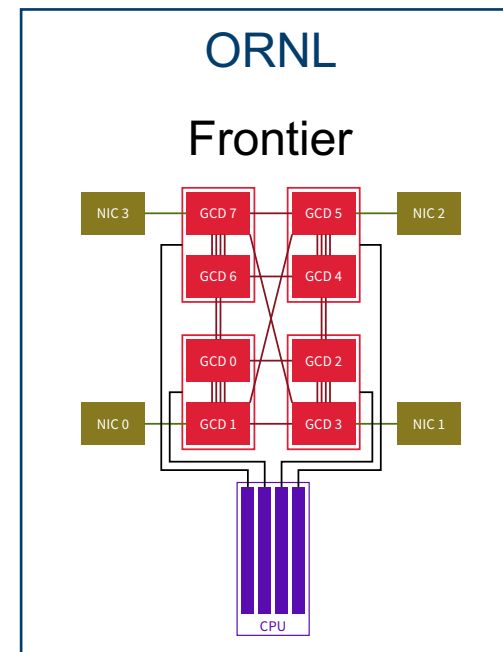 ORNL
Frontier
NIC 3 GCD 7 GCD 5 NIC 2
GCD 6 GCD 4
GCD 0 GCD 2
NIC 0 GCD 1 GCD 3 NIC 1
CPU